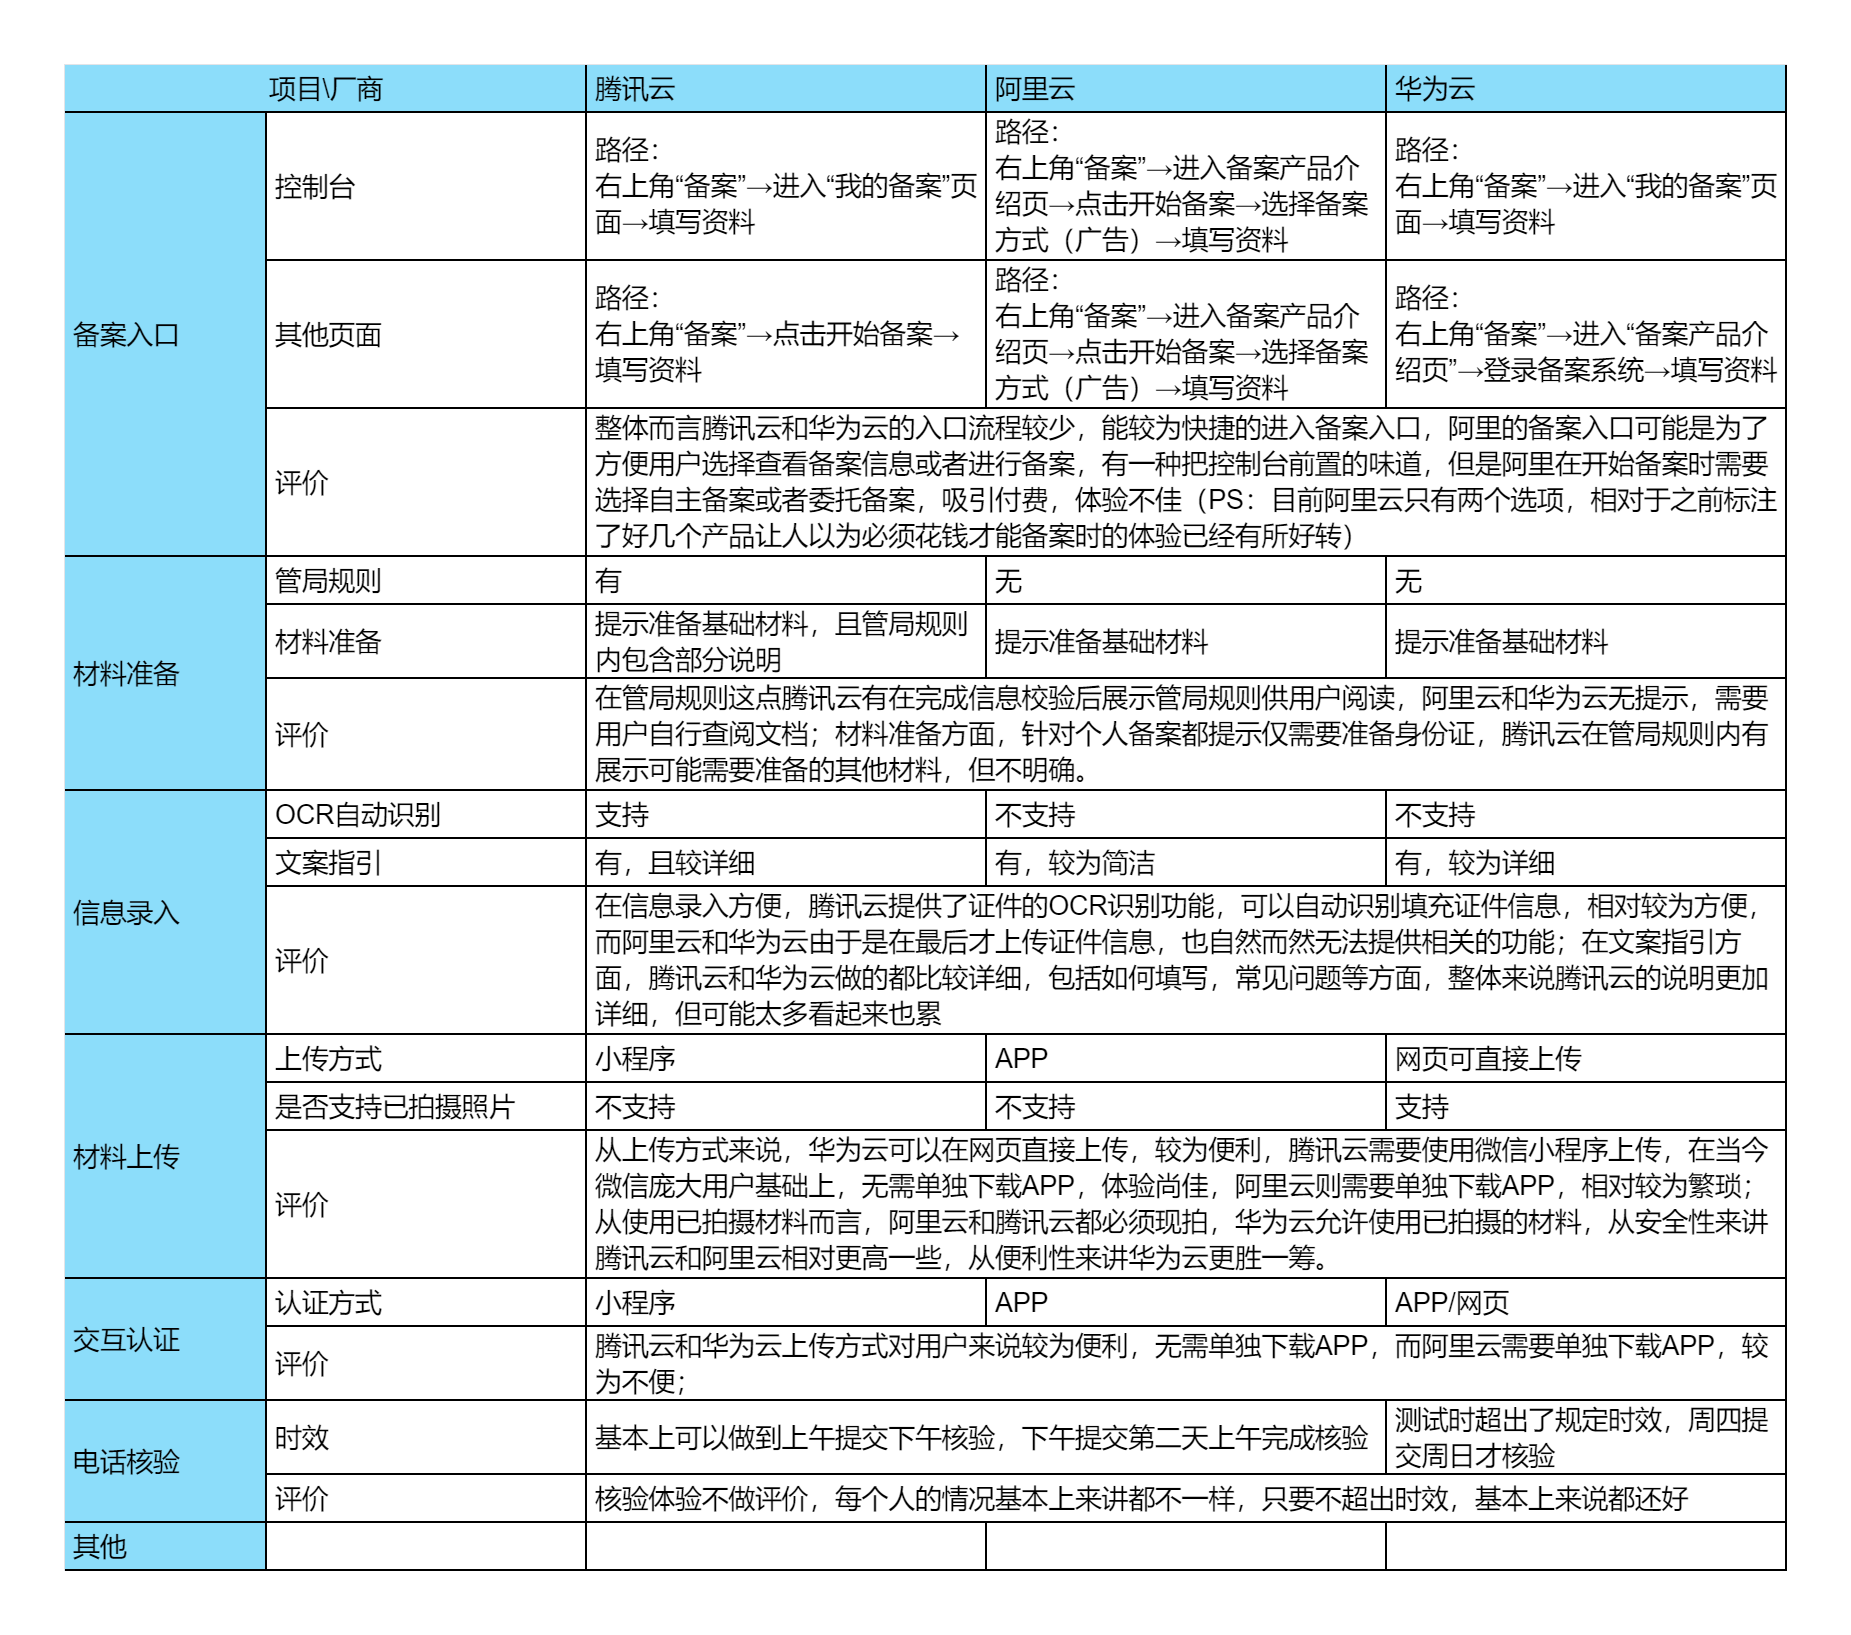 项目\厂商
腾讯云
阿里云
华为云
备案入口
控制台
路径：
右上角“备案”→进入“我的备案”页
面→填写资料
路径：
右上角“备案”→进入备案产品介
绍页→点击开始备案→选择备案
方式（广告）→填写资料
路径：
右上角“备案”→进入“我的备案”页
面→填写资料
其他页面
路径：
右上角“备案”→点击开始备案→
填写资料
路径：
右上角“备案”→进入备案产品介
绍页→点击开始备案→选择备案
方式（广告）→填写资料
路径：
右上角“备案”→进入“备案产品介
绍页”→登录备案系统→填写资料
评价
整体而言腾讯云和华为云的入口流程较少，能较为快捷的进入备案入口，阿里的备案入口可能是为了
方便用户选择查看备案信息或者进行备案，有一种把控制台前置的味道，但是阿里在开始备案时需要
选择自主备案或者委托备案，吸引付费，体验不佳（PS：目前阿里云只有两个选项，相对于之前标注
了好几个产品让人以为必须花钱才能备案时的体验已经有所好转）
材料准备
管局规则
有
无
无
材料准备
提示准备基础材料，且管局规则
内包含部分说明
提示准备基础材料
提示准备基础材料
评价
在管局规则这点腾讯云有在完成信息校验后展示管局规则供用户阅读，阿里云和华为云无提示，需要
用户自行查阅文档；材料准备方面，针对个人备案都提示仅需要准备身份证，腾讯云在管局规则内有
展示可能需要准备的其他材料，但不明确。
信息录入
OCR自动识别
支持
不支持
不支持
文案指引
有，且较详细
有，较为简洁
有，较为详细
评价
在信息录入方便，腾讯云提供了证件的OCR识别功能，可以自动识别填充证件信息，相对较为方便，
而阿里云和华为云由于是在最后才上传证件信息，也自然而然无法提供相关的功能；在文案指引方
面，腾讯云和华为云做的都比较详细，包括如何填写，常见问题等方面，整体来说腾讯云的说明更加
详细，但可能太多看起来也累
材料上传
上传方式
小程序
APP
网页可直接上传
是否支持已拍摄照片
不支持
不支持
支持
评价
从上传方式来说，华为云可以在网页直接上传，较为便利，腾讯云需要使用微信小程序上传，在当今
微信庞大用户基础上，无需单独下载APP，体验尚佳，阿里云则需要单独下载APP，相对较为繁琐；
从使用已拍摄材料而言，阿里云和腾讯云都必须现拍，华为云允许使用已拍摄的材料，从安全性来讲
腾讯云和阿里云相对更高一些，从便利性来讲华为云更胜一筹。
交互认证
认证方式
小程序
APP
APP/网页
评价
腾讯云和华为云上传方式对用户来说较为便利，无需单独下载APP，而阿里云需要单独下载APP，较
为不便；
电话核验
时效
基本上可以做到上午提交下午核验，下午提交第二天上午完成核验
测试时超出了规定时效，周四提
交周日才核验
评价
核验体验不做评价，每个人的情况基本上来讲都不一样，只要不超出时效，基本上来说都还好
其他